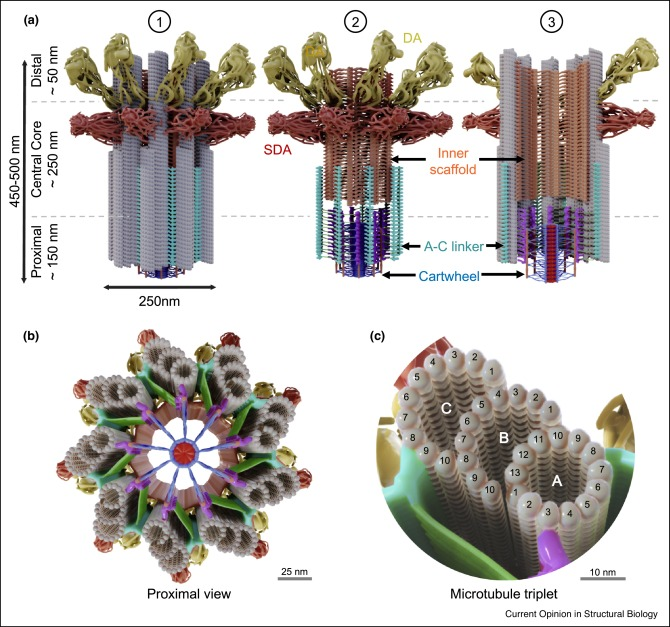 (a)
1
2
3
DA
Distal
~ 50 nm
Central Core
~ 250 nm
Proximal
~ 150 nm
450-500 nm
SDA
Inner
scaffold
A-C linker
Cartwheel
250nm
(b)
(c)
25 nm
Proximal view
C
1
2
3
4
5
6
7
8
9
10
B
1
2
3
4
5
6
7
8
9
10
A
1
2
3
4
5
6
7
8
9
10
11
12
13
10 nm
Microtubule triplet
Current Opinion in Structural Biology